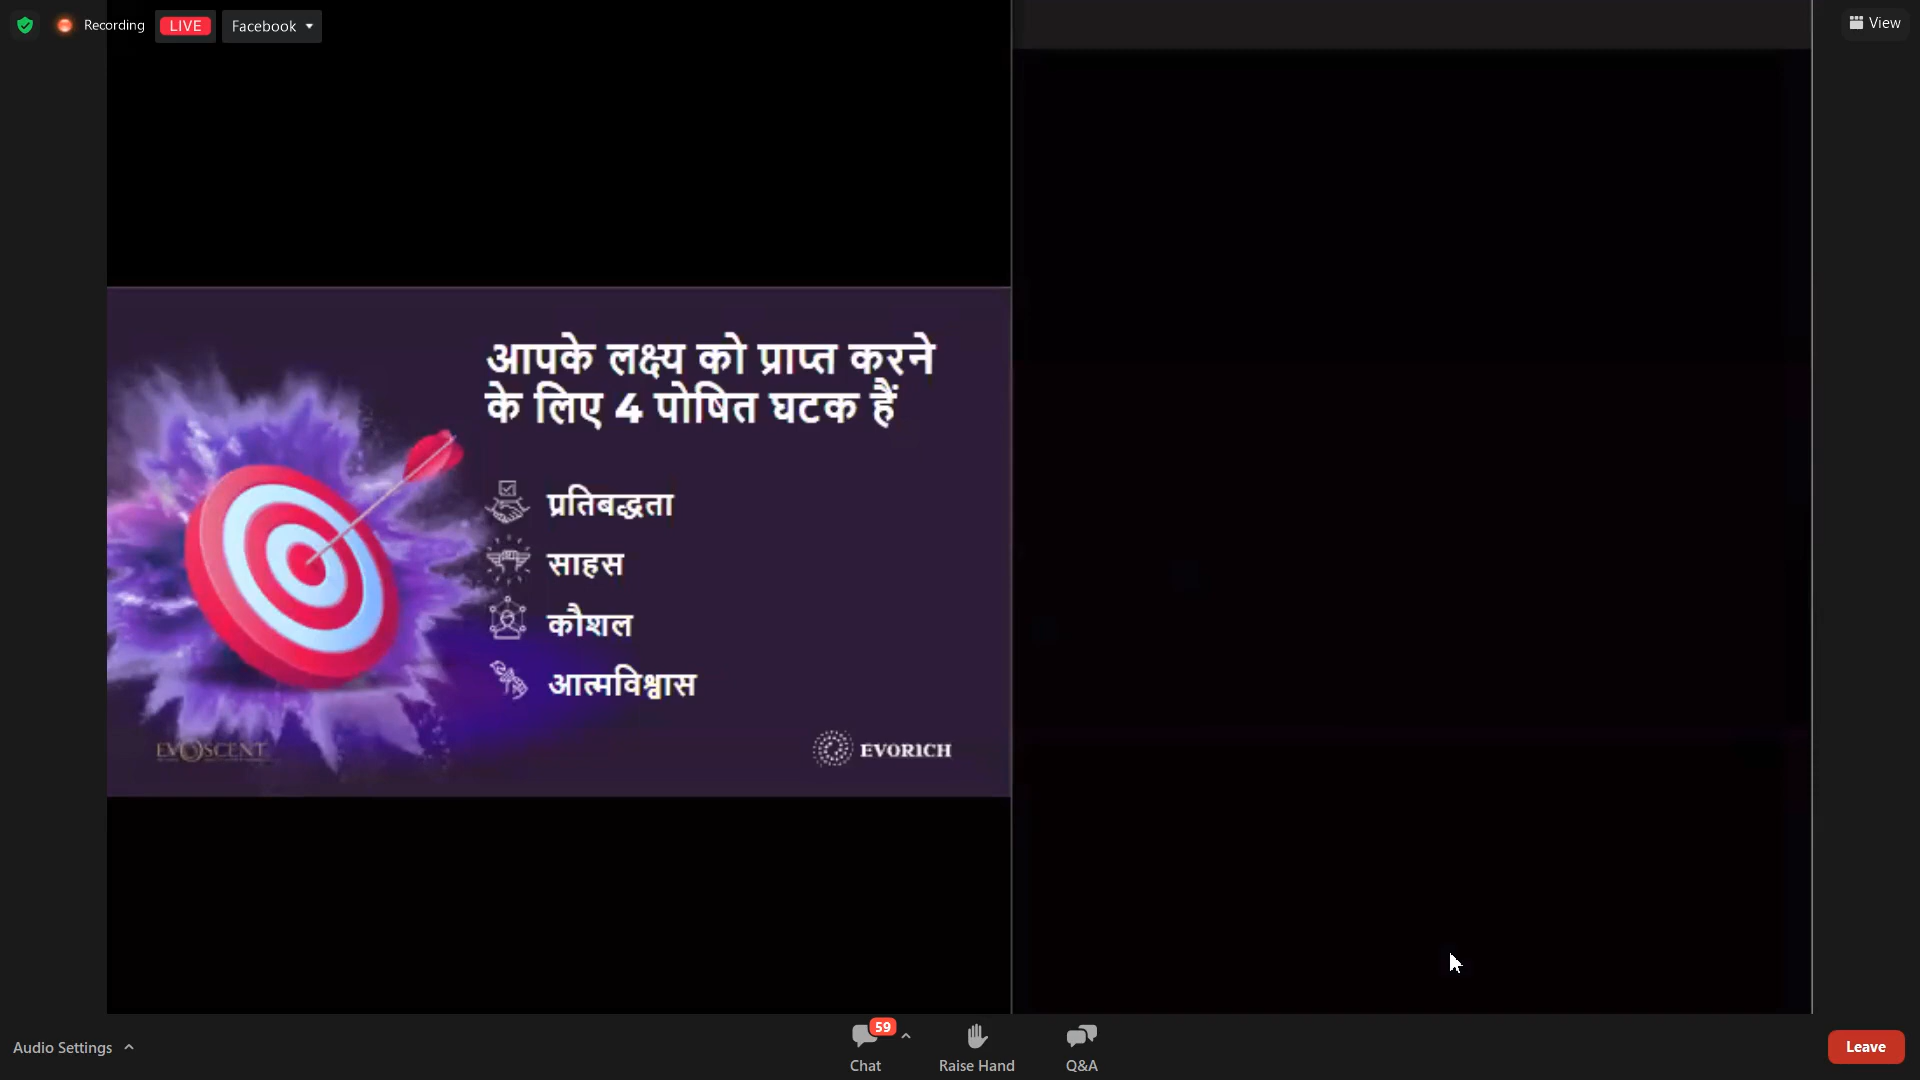 Recording LIVE Facebook
View
आपके लक्ष्य को प्राप्त करने
के लिए 4 पोषित घटक हैं
प्रतिबद्धता
साहस
कौशल
आत्मविश्वास
EVOSCENT
EVORICH
Audio Settings
59
Chat
Raise Hand
Q&A
Leave